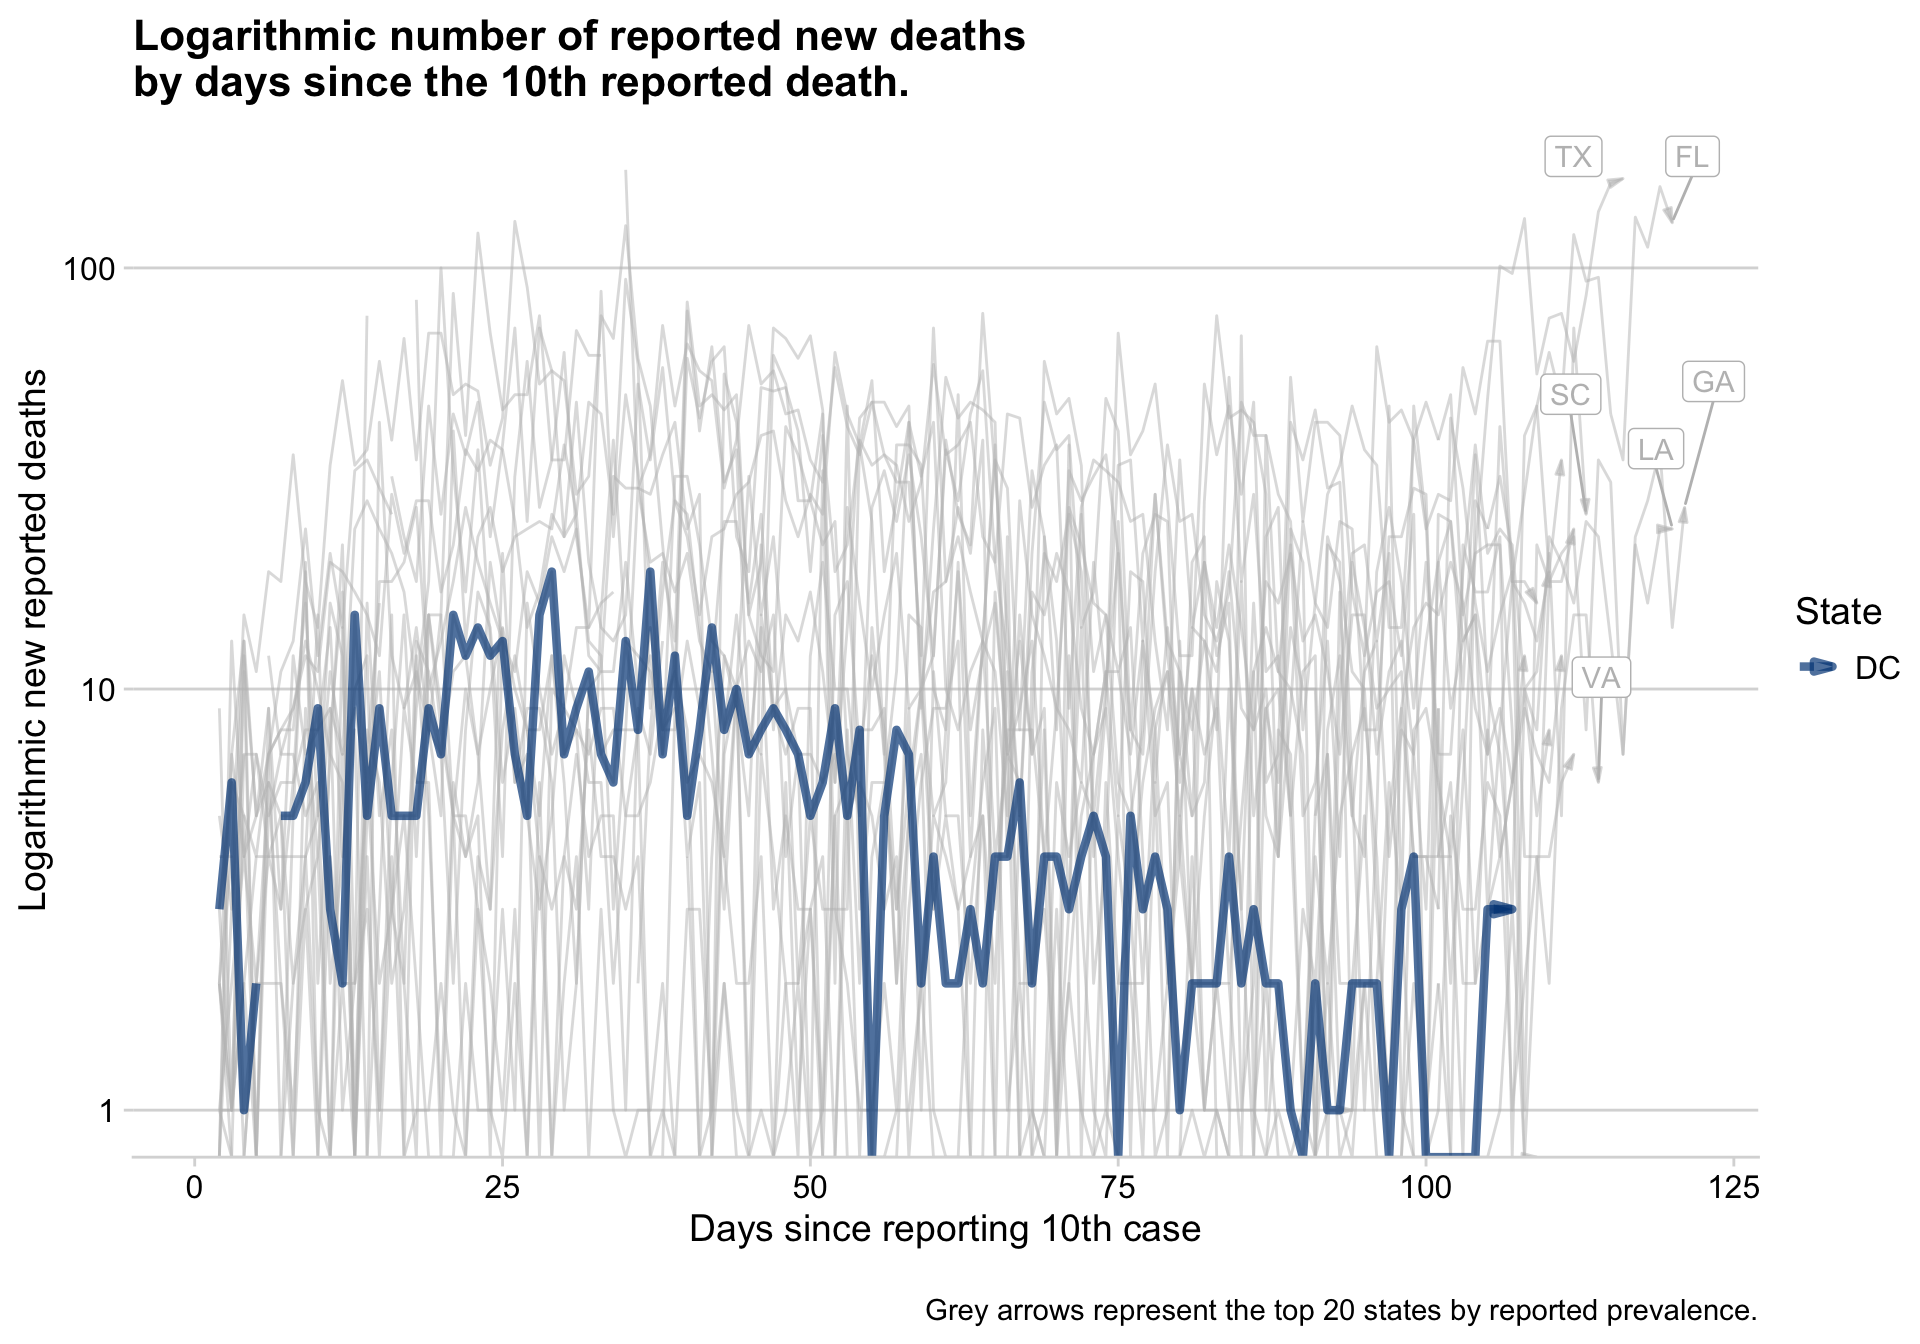 Logarithmic number of reported new deaths
by days since the 10th reported death.
TX
FL
100
SC
GA
LA
Logarithmic new reported deaths
State
DC
VA
10
1
0
25
50
75
100
125
Days since reporting 10th case
Grey arrows represent the top 20 states by reported prevalence.